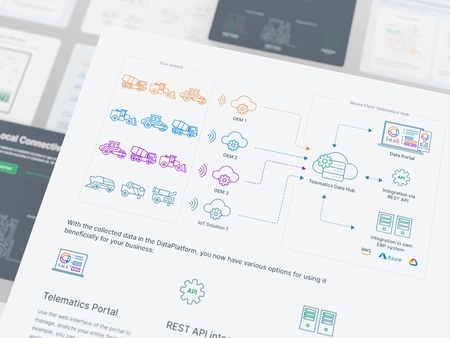 Your assets
Mixed Fleet Telematics Hub
OEM 1
OEM 2
OEM 3
IoT Solution 1
Telematics Data Hub
Data Portal
API
Integration via
REST API
Integration in own
ERP system
aws
Azure
Local Connectiv
With the collected data in the DataPlatform, you now have various options for using it
beneficially for your business:
API
Telematics Portal
Use the web interface of the portal to
manage, analyze your entire
example, you can
REST API inte